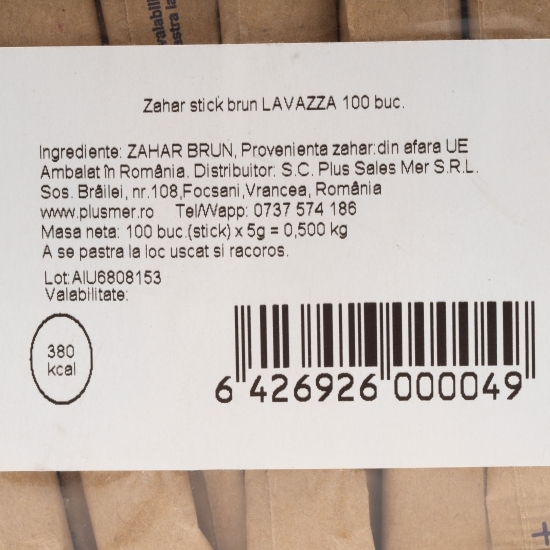 valabili
astra la
Zahar stick brun LAVAZZA 100 buc.
Ingrediente: ZAHAR BRUN, Provenienta zahar:din afara UE
Ambalat în România. Distribuitor: S.C. Plus Sales Mer S.R.L.
Sos. Brăilei, nr.108,Focsani,Vrancea, România
www.plusmer.ro Tel/Wapp: 0737 574 186
Masa neta: 100 buc.(stick) x 5g = 0,500 kg
A se pastra la loc uscat si racoros.
Lot:AIU6808153
Valabilitate:
380
kcal
6 426926 000049